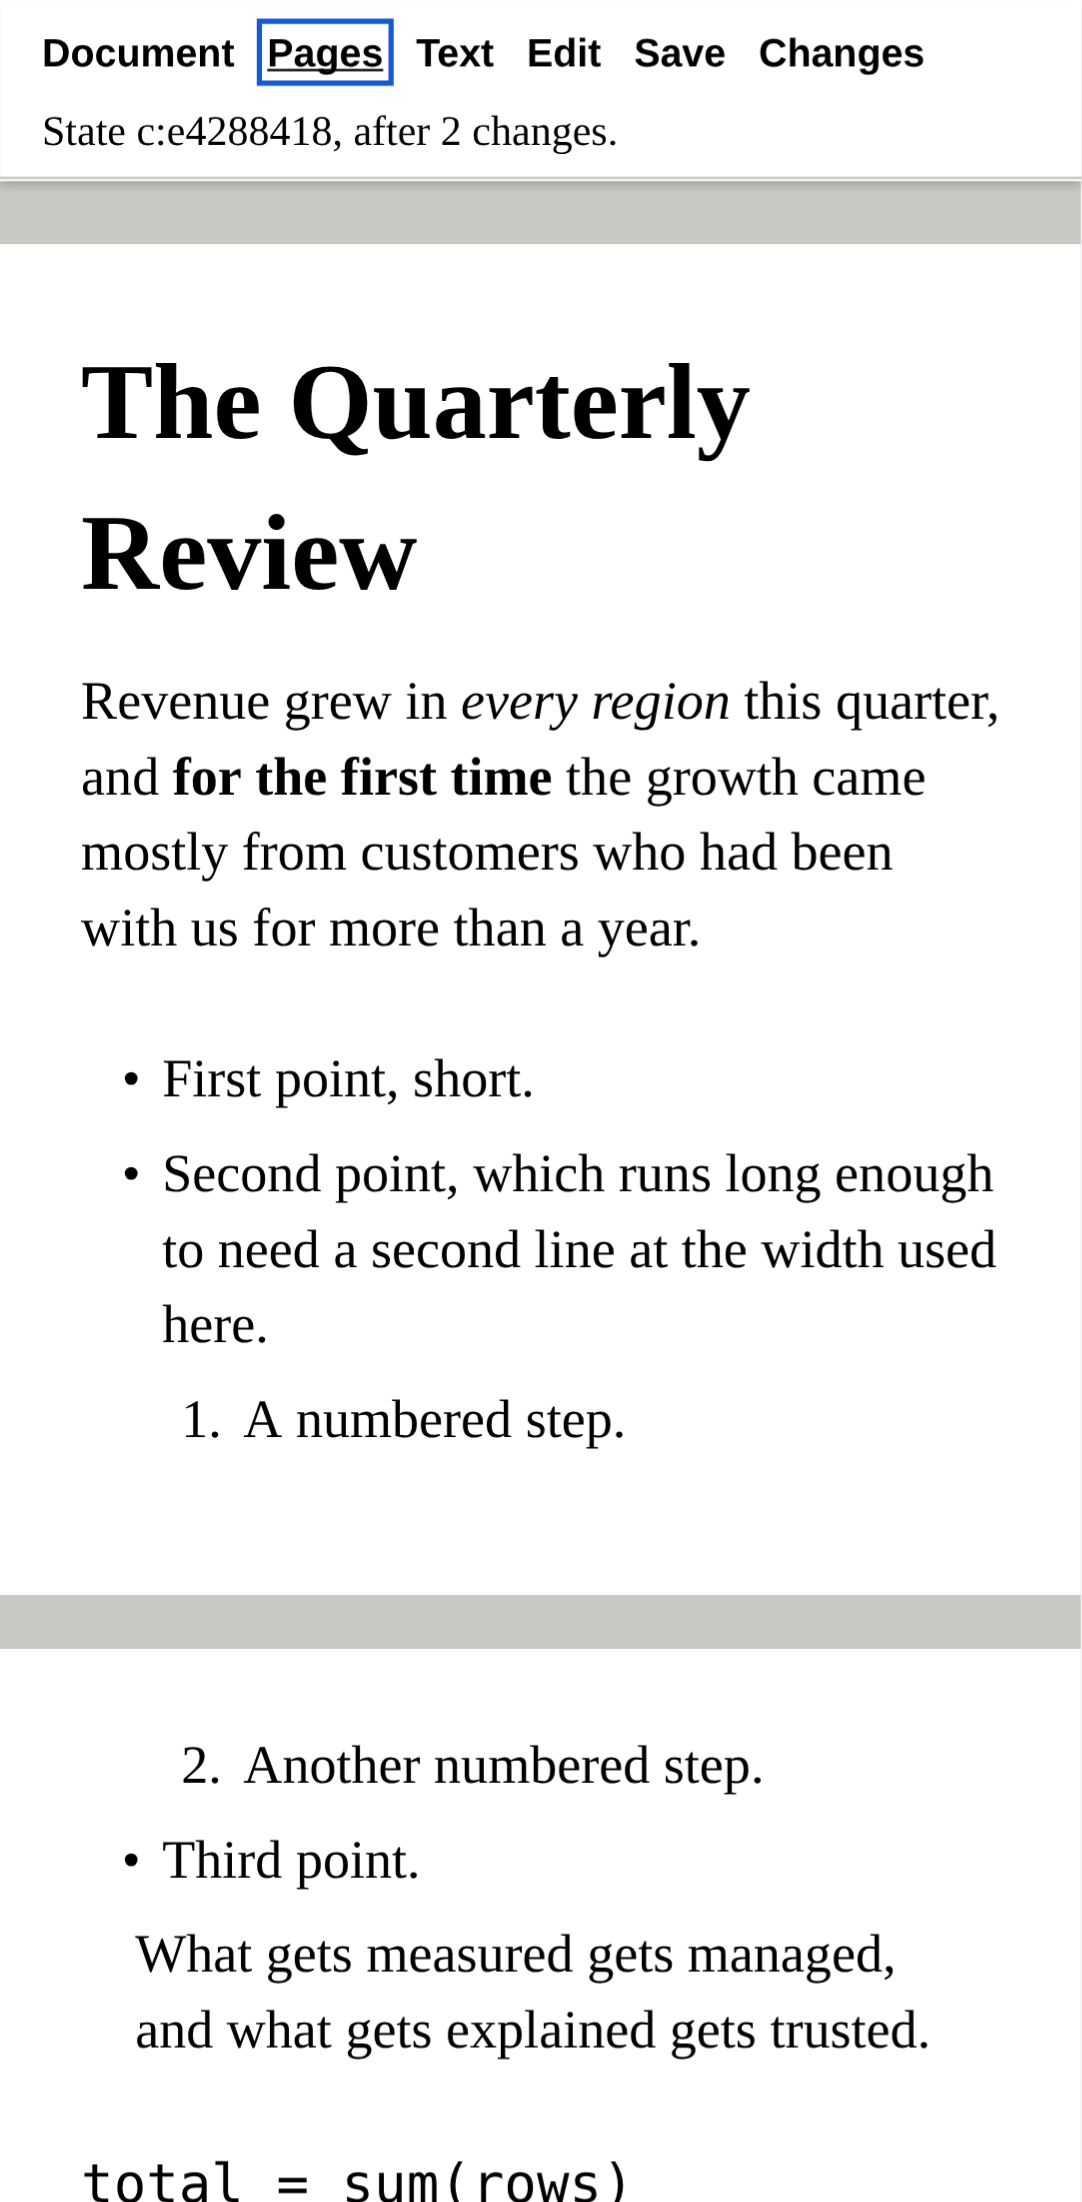 Document Pages Text Edit Save Changes
State c:e4288418, after 2 changes.
The Quarterly
Review
Revenue grew in every region this quarter,
and for the first time the growth came
mostly from customers who had been
with us for more than a year.
• First point, short.
• Second point, which runs long enough
to need a second line at the width used
here.
1. A numbered step.
2. Another numbered step.
• Third point.
What gets measured gets managed,
and what gets explained gets trusted.
total = sum(rows)